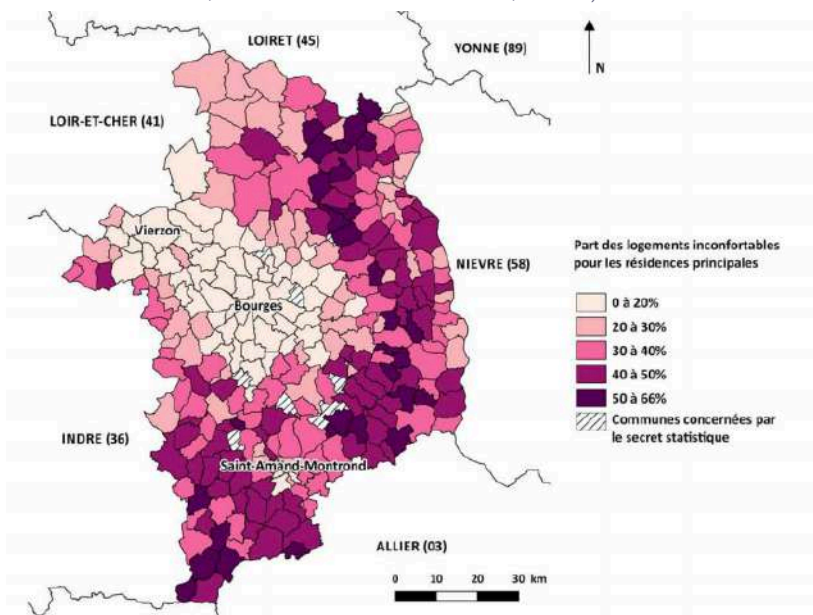 LOIRET (45)
YONNE (89)
N
LOIR-ET-CHER (41)
Vierzon
NIEVRE (58)
Part des logements inconfortables
pour les résidences principales
Bourges
0 à 20%
20 à 30%
30 à 40%
40 à 50%
50 à 66%
Communes concernées par
le secret statistique
INDRE (36)
Saint-Amand-Montrond
ALLIER (03)
0 10 20 30 km